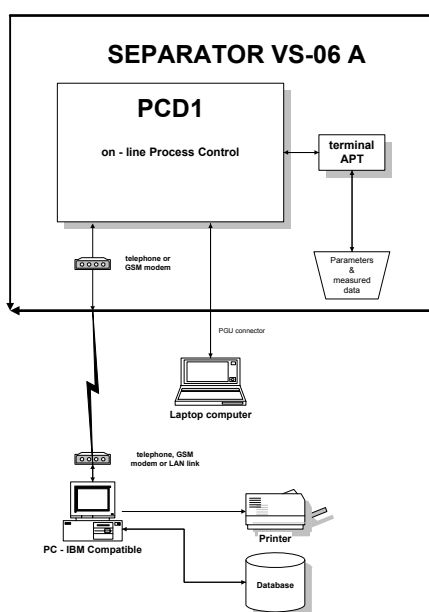 SEPARATOR VS-06 A
PCD1
on - line Process Control
terminal
APT
telephone or
GSM modem
Parameters
&
measured
data
PGU connector
Laptop computer
telephone, GSM
modem or LAN link
PC - IBM Compatible
Printer
Database